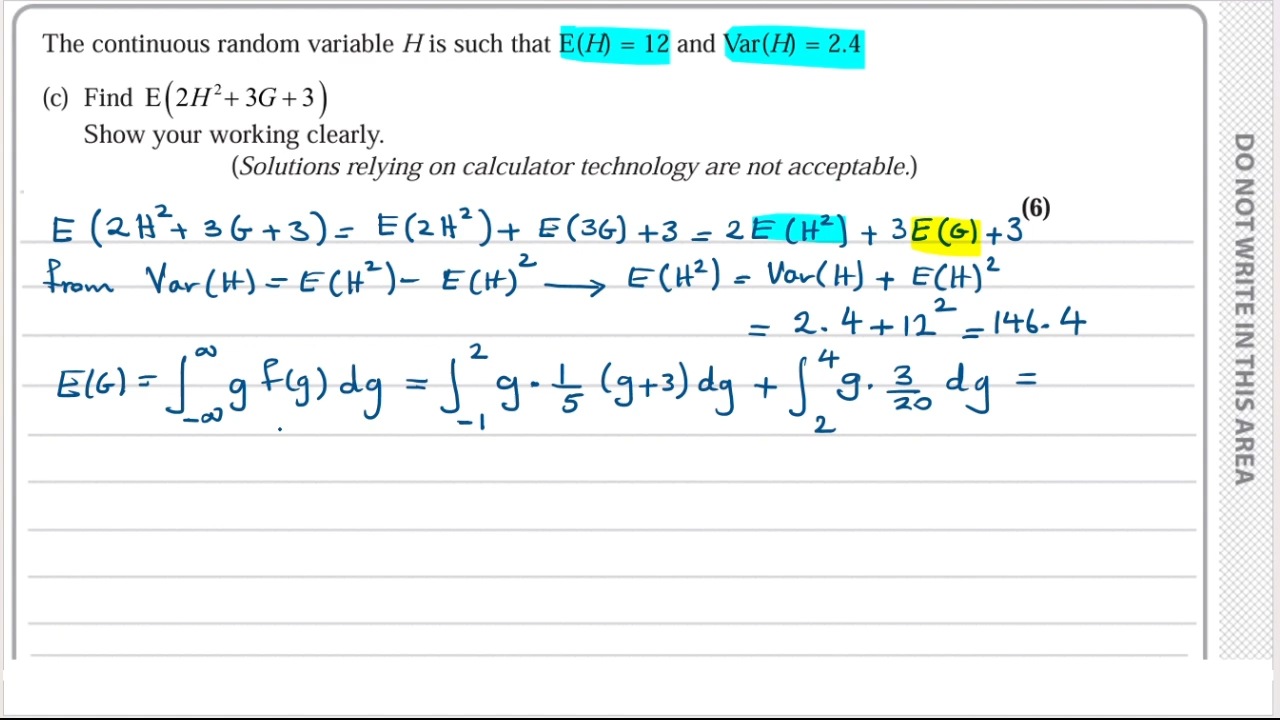 The continuous random variable H is such that E(H) = 12 and Var(H) = 2.4
(c) Find E(2H² + 3G + 3)
Show your working clearly.
(Solutions relying on calculator technology are not acceptable.)
(6)
E (2H² + 3G + 3) = E(2H²) + E(3G) + 3 = 2 E(H²) + 3 E(G) + 3
from Var(H) = E(H²) − E(H)² ⟶ E(H²) = Var(H) + E(H)²
= 2.4 + 12² = 146.4
E(G) = ∫_{-∞}^{∞} g f(g) dg = ∫_{-1}^{2} g · 1/5 (g+3) dg + ∫_{2}^{4} g · 3/20 dg =
DO NOT WRITE IN THIS AREA